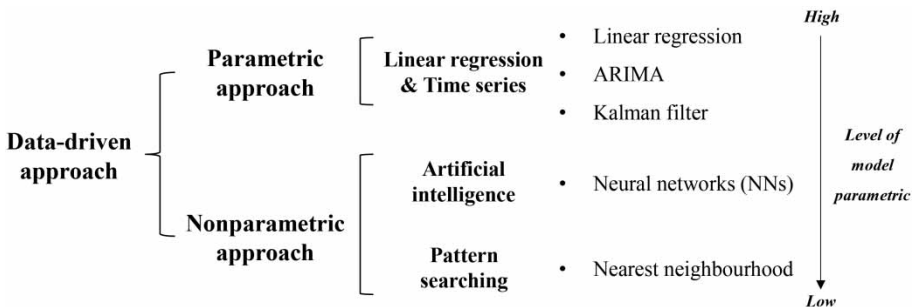 High
Parametric
approach
Linear regression
& Time series
• Linear regression
• ARIMA
• Kalman filter
Data-driven
approach
Level of
model
parametric
Nonparametric
approach
Artificial
intelligence
• Neural networks (NNs)
Pattern
searching
• Nearest neighbourhood
Low